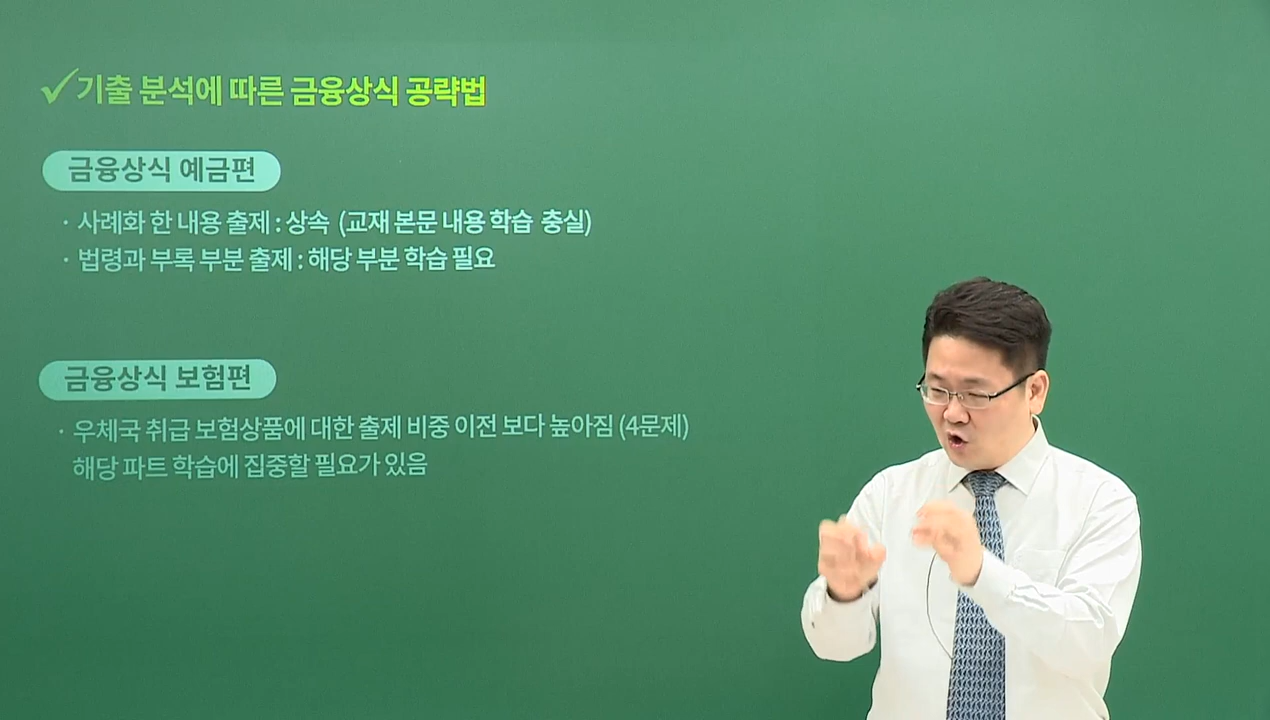 ✓기출 분석에 따른 금융상식 공략법
금융상식 예금편
· 사례화 한 내용 출제 : 상속 (교재 본문 내용 학습 충실)
· 법령과 부록 부분 출제 : 해당 부분 학습 필요
금융상식 보험편
· 우체국 취급 보험상품에 대한 출제 비중 이전 보다 높아짐 (4문제)
해당 파트 학습에 집중할 필요가 있음